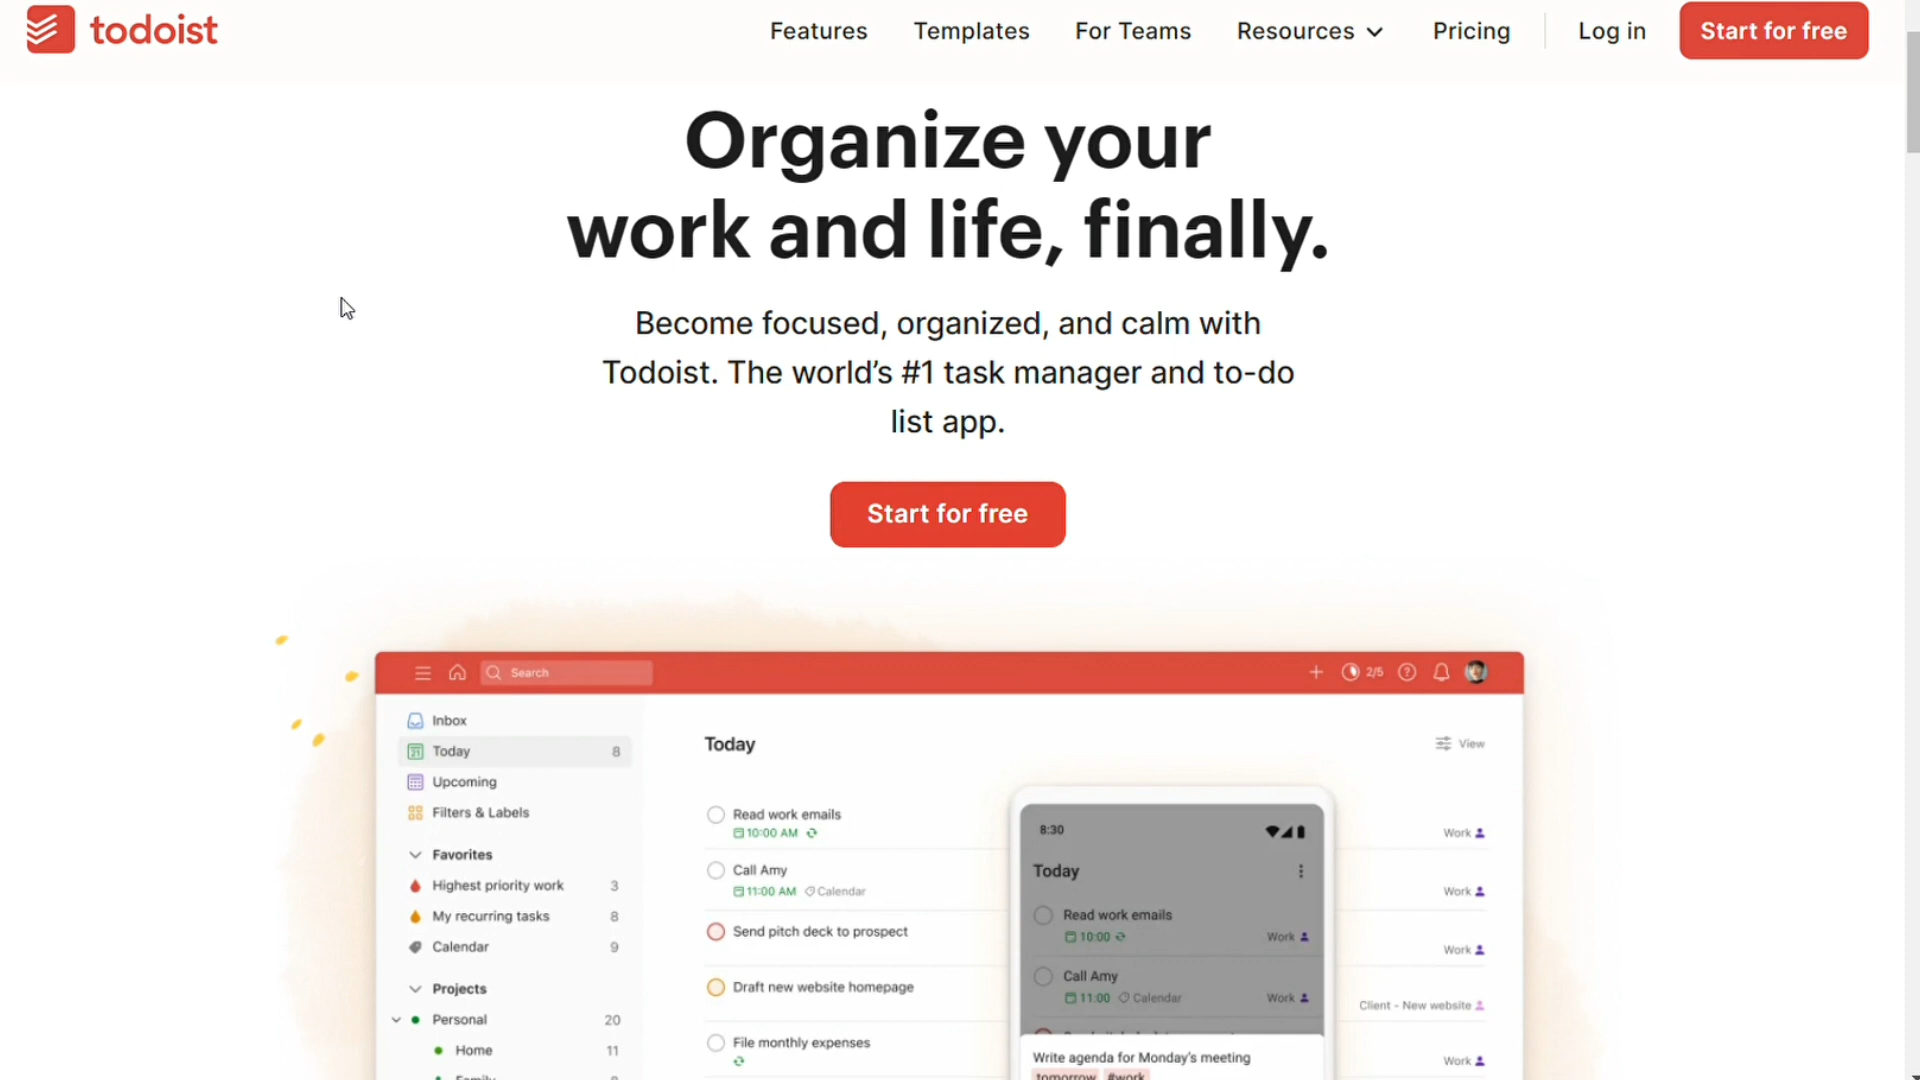 todoist
Features
Templates
For Teams
Resources
Pricing
Log in
Start for free
Organize your
work and life, finally.
Become focused, organized, and calm with
Todoist. The world's #1 task manager and to-do
list app.
Start for free
Search
2/5
Inbox
Today 8
Upcoming
Filters & Labels
Favorites
Highest priority work 3
My recurring tasks 8
Calendar 9
Projects
Personal 20
Home 11
Today
View
Read work emails
10:00 AM
Work
Call Amy
11:00 AM Calendar
Work
Send pitch deck to prospect
Work
Draft new website homepage
Client - New website
File monthly expenses
Work
8:30
Today
Read work emails
10:00
Work
Call Amy
11:00 Calendar
Work
Write agenda for Monday's meeting
tomorrow #work